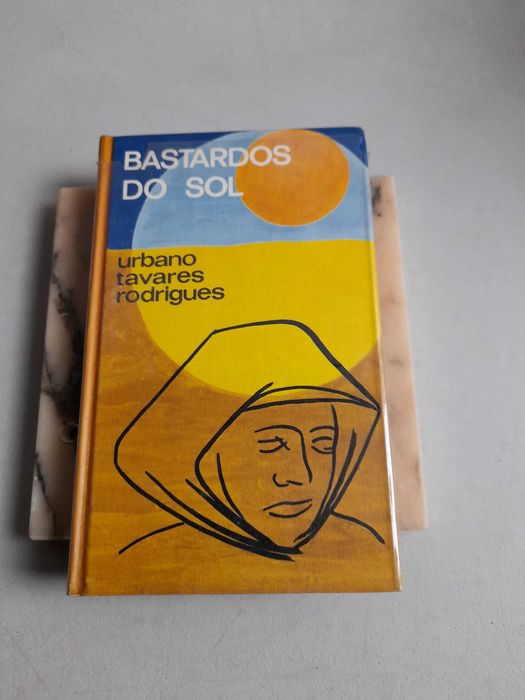 BASTARDOS
DO SOL
urbano
tavares
rodrigues